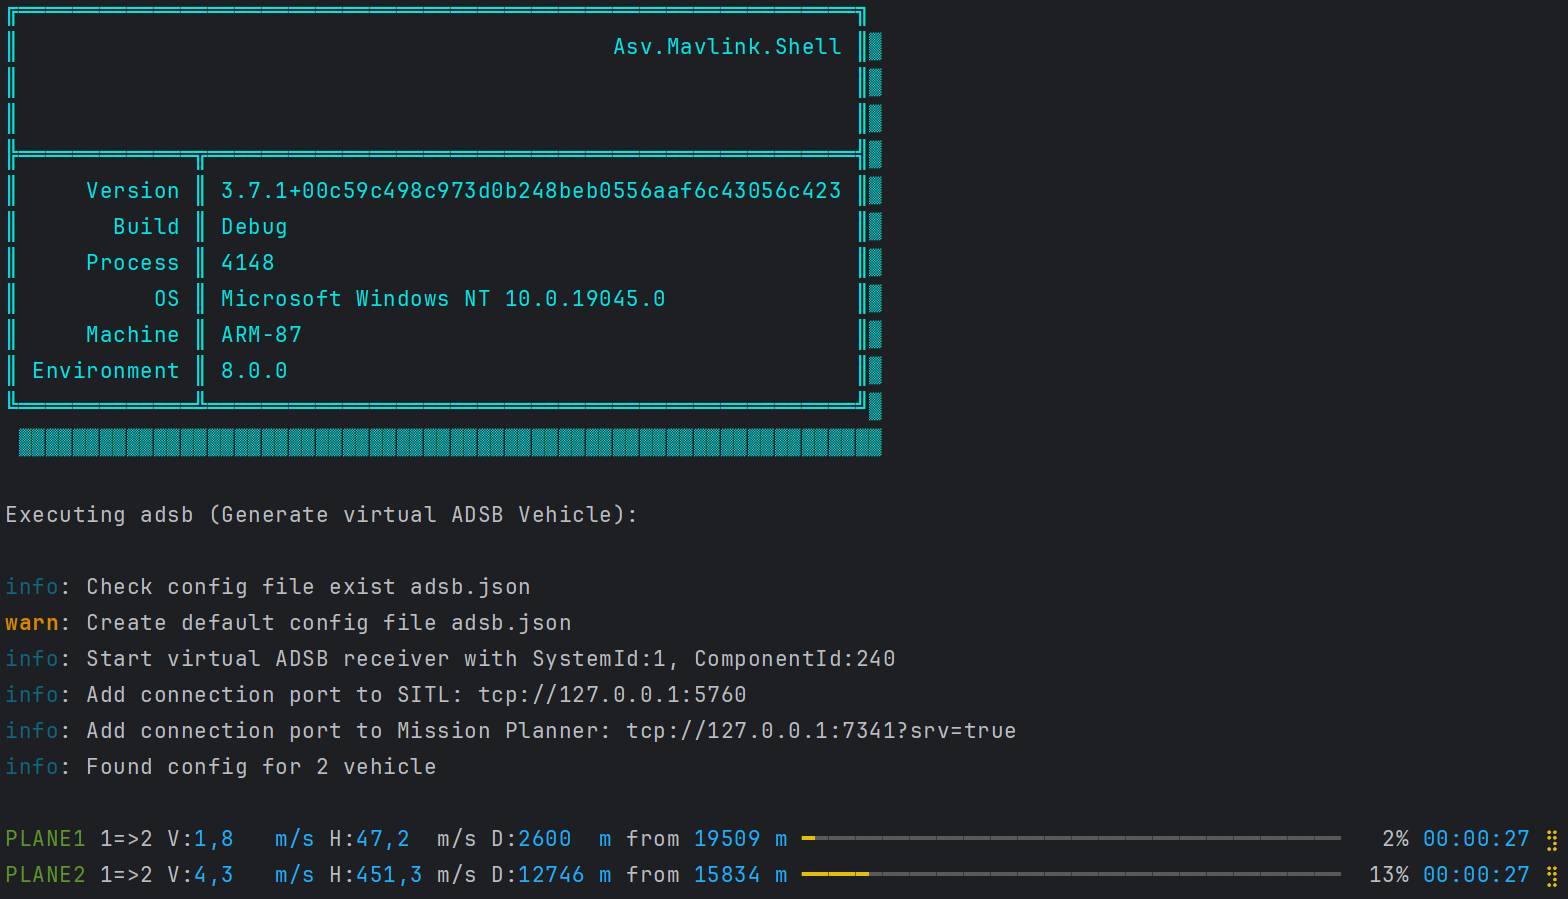 Asv.Mavlink.Shell
Version 3.7.1+00c59c498c973d0b248beb0556aaf6c43056c423
Build Debug
Process 4148
OS Microsoft Windows NT 10.0.19045.0
Machine ARM-87
Environment 8.0.0
Executing adsb (Generate virtual ADSB Vehicle):
info: Check config file exist adsb.json
warn: Create default config file adsb.json
info: Start virtual ADSB receiver with SystemId:1, ComponentId:240
info: Add connection port to SITL: tcp://127.0.0.1:5760
info: Add connection port to Mission Planner: tcp://127.0.0.1:7341?srv=true
info: Found config for 2 vehicle
PLANE1 1=>2 V:1,8 m/s H:47,2 m/s D:2600 m from 19509 m 2% 00:00:27
PLANE2 1=>2 V:4,3 m/s H:451,3 m/s D:12746 m from 15834 m 13% 00:00:27